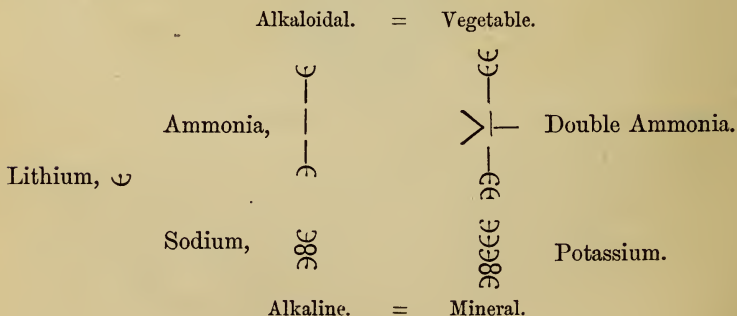 Alkaloidal. = Vegetable.
Ammonia, Double Ammonia.
Lithium,
Sodium, Potassium.
Alkaline. = Mineral.